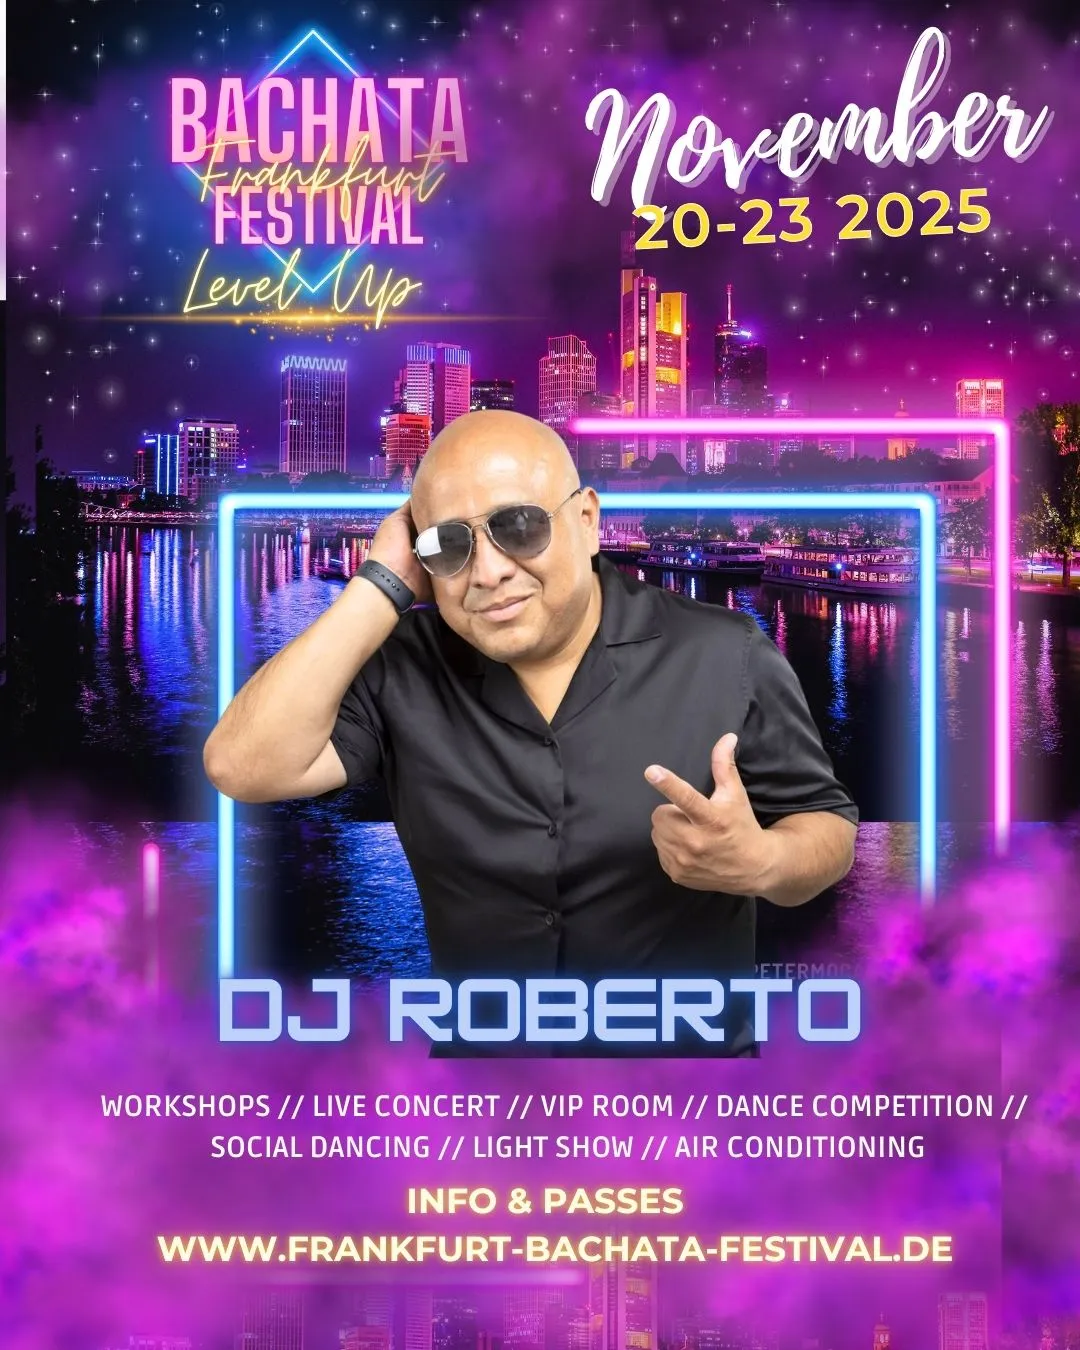 BACHATA
Frankfurt
FESTIVAL
Level Up
November
20-23 2025
DJ ROBERTO
WORKSHOPS // LIVE CONCERT // VIP ROOM // DANCE COMPETITION //
SOCIAL DANCING // LIGHT SHOW // AIR CONDITIONING
INFO & PASSES
WWW.FRANKFURT-BACHATA-FESTIVAL.DE